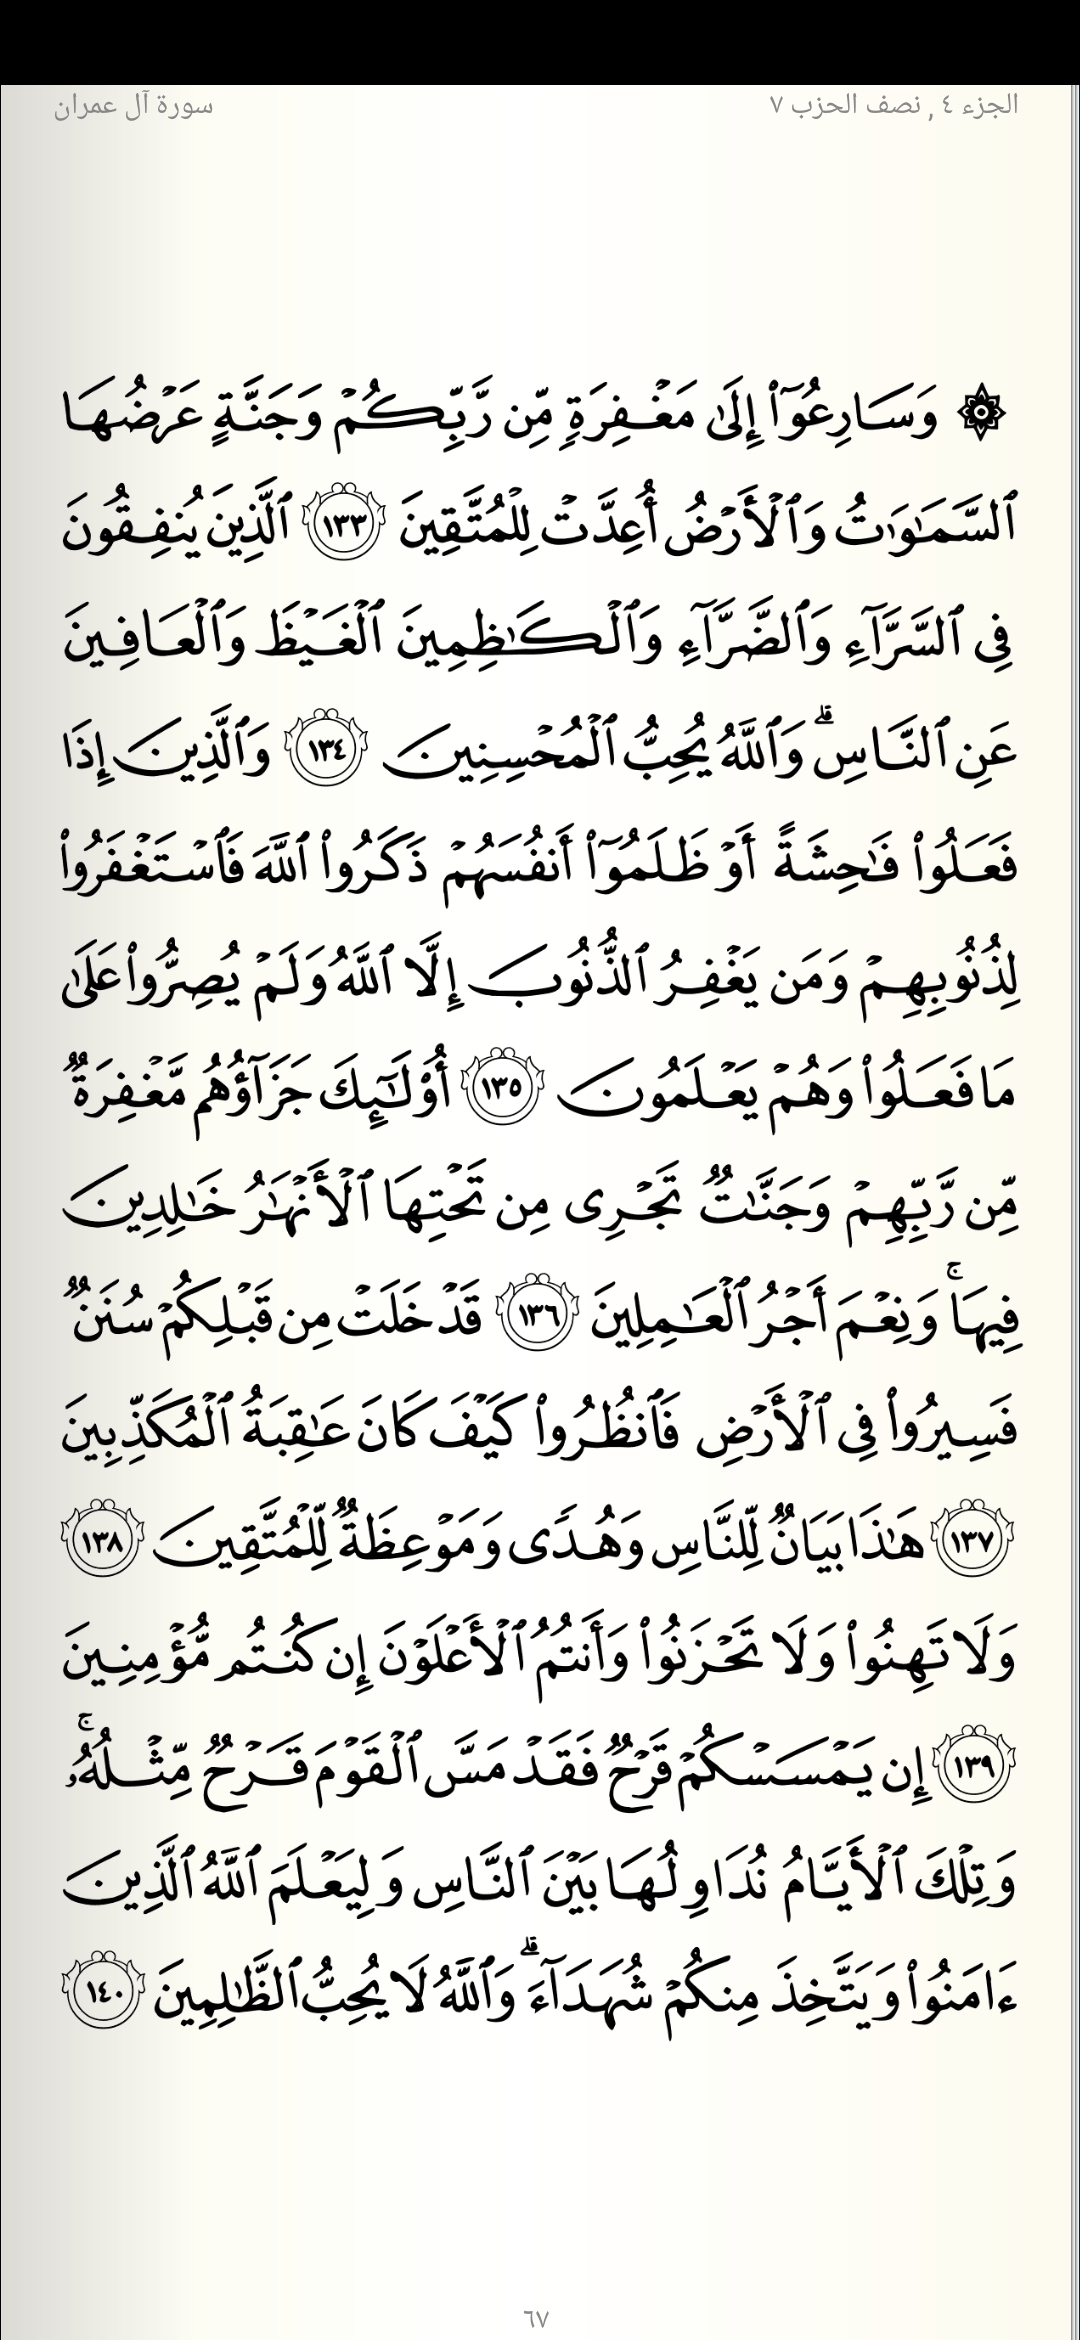 الجزء ٤ , نصف الحزب ٧
سورة آل عمران
۞ وَسَارِعُوٓا۟ إِلَىٰ مَغْفِرَةٍ مِّن رَّبِّكُمْ وَجَنَّةٍ عَرْضُهَا
ٱلسَّمَـٰوَٰتُ وَٱلْأَرْضُ أُعِدَّتْ لِلْمُتَّقِينَ ١٣٣ ٱلَّذِينَ يُنفِقُونَ
فِى ٱلسَّرَّآءِ وَٱلضَّرَّآءِ وَٱلْكَـٰظِمِينَ ٱلْغَيْظَ وَٱلْعَافِينَ
عَنِ ٱلنَّاسِ ۗ وَٱللَّهُ يُحِبُّ ٱلْمُحْسِنِينَ ١٣٤ وَٱلَّذِينَ إِذَا
فَعَلُوا۟ فَـٰحِشَةً أَوْ ظَلَمُوٓا۟ أَنفُسَهُمْ ذَكَرُوا۟ ٱللَّهَ فَٱسْتَغْفَرُوا۟
لِذُنُوبِهِمْ وَمَن يَغْفِرُ ٱلذُّنُوبَ إِلَّا ٱللَّهُ وَلَمْ يُصِرُّوا۟ عَلَىٰ
مَا فَعَلُوا۟ وَهُمْ يَعْلَمُونَ ١٣٥ أُو۟لَـٰٓئِكَ جَزَآؤُهُم مَّغْفِرَةٌ
مِّن رَّبِّهِمْ وَجَنَّـٰتٌ تَجْرِى مِن تَحْتِهَا ٱلْأَنْهَـٰرُ خَـٰلِدِينَ
فِيهَا ۚ وَنِعْمَ أَجْرُ ٱلْعَـٰمِلِينَ ١٣٦ قَدْ خَلَتْ مِن قَبْلِكُمْ سُنَنٌ
فَسِيرُوا۟ فِى ٱلْأَرْضِ فَٱنظُرُوا۟ كَيْفَ كَانَ عَـٰقِبَةُ ٱلْمُكَذِّبِينَ
١٣٧ هَـٰذَا بَيَانٌ لِّلنَّاسِ وَهُدًى وَمَوْعِظَةٌ لِّلْمُتَّقِينَ ١٣٨
وَلَا تَهِنُوا۟ وَلَا تَحْزَنُوا۟ وَأَنتُمُ ٱلْأَعْلَوْنَ إِن كُنتُم مُّؤْمِنِينَ
١٣٩ إِن يَمْسَسْكُمْ قَرْحٌ فَقَدْ مَسَّ ٱلْقَوْمَ قَرْحٌ مِّثْلُهُۥ ۚ
وَتِلْكَ ٱلْأَيَّامُ نُدَاوِلُهَا بَيْنَ ٱلنَّاسِ وَلِيَعْلَمَ ٱللَّهُ ٱلَّذِينَ
ءَامَنُوا۟ وَيَتَّخِذَ مِنكُمْ شُهَدَآءَ ۗ وَٱللَّهُ لَا يُحِبُّ ٱلظَّـٰلِمِينَ ١٤٠
٦٧